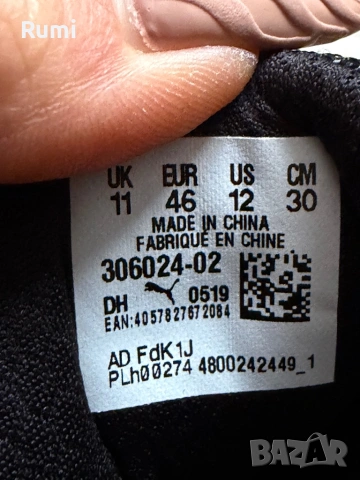 Rumi
UK EUR US CM
11 46 12 30
MADE IN CHINA
FABRIQUÉ EN CHINE
306024-02
DH 0519
EAN:4057827672084
AD FdK1J
PLh00274 4800242449_1
BAZAR